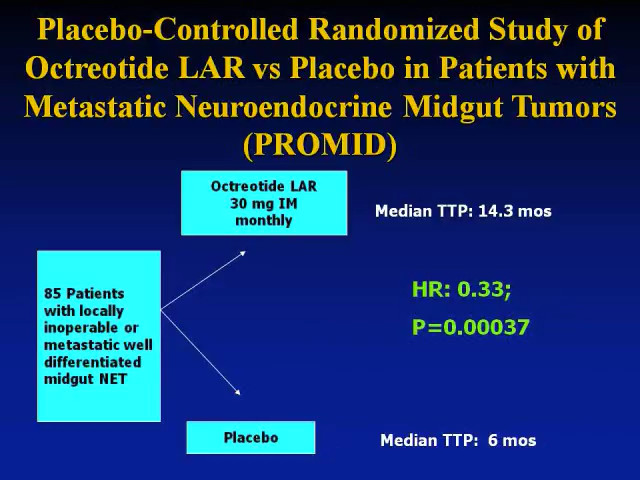 Placebo-Controlled Randomized Study of
Octreotide LAR vs Placebo in Patients with
Metastatic Neuroendocrine Midgut Tumors
(PROMID)
Octreotide LAR
30 mg IM
monthly
Median TTP: 14.3 mos
85 Patients
with locally
inoperable or
metastatic well
differentiated
midgut NET
HR: 0.33;
P=0.00037
Placebo
Median TTP: 6 mos